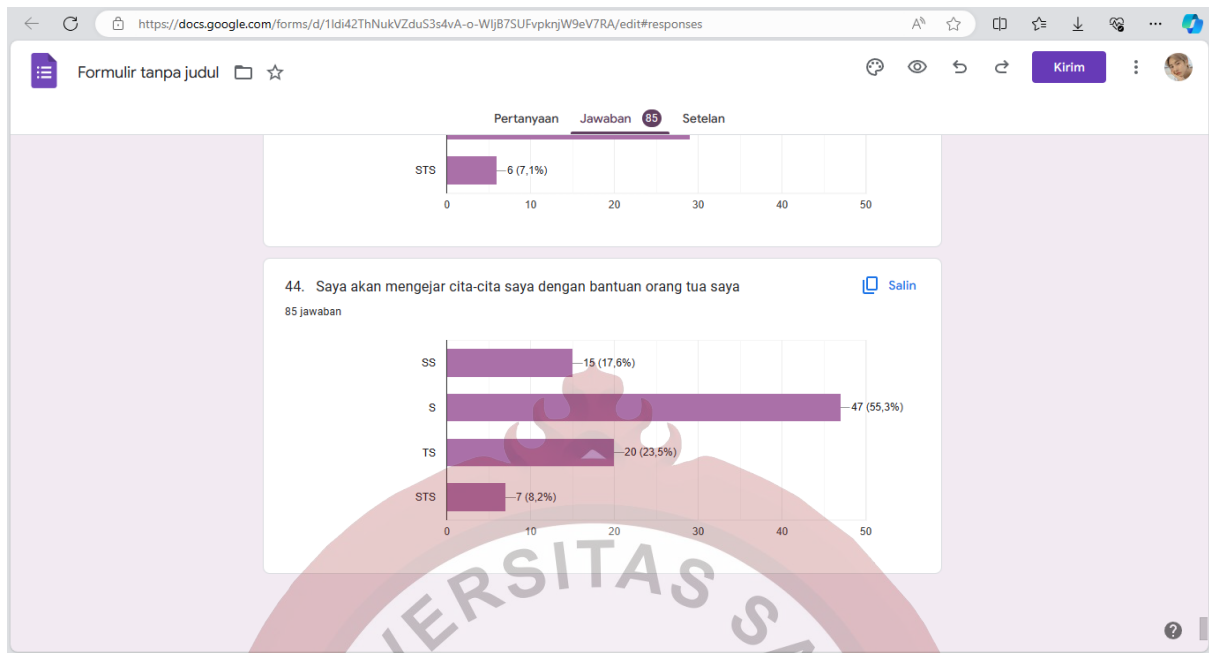 https://docs.google.com/forms/d/1Idi42ThNukVZduS3s4vA-o-WIjB7SUFvpknjW9eV7RA/edit#responses
Formulir tanpa judul
Kirim
Pertanyaan Jawaban 85 Setelan
STS 6 (7,1%)
0 10 20 30 40 50
44. Saya akan mengejar cita-cita saya dengan bantuan orang tua saya
Salin
85 jawaban
SS 15 (17,6%)
S 47 (55,3%)
TS 20 (23,5%)
STS 7 (8,2%)
0 10 20 30 40 50